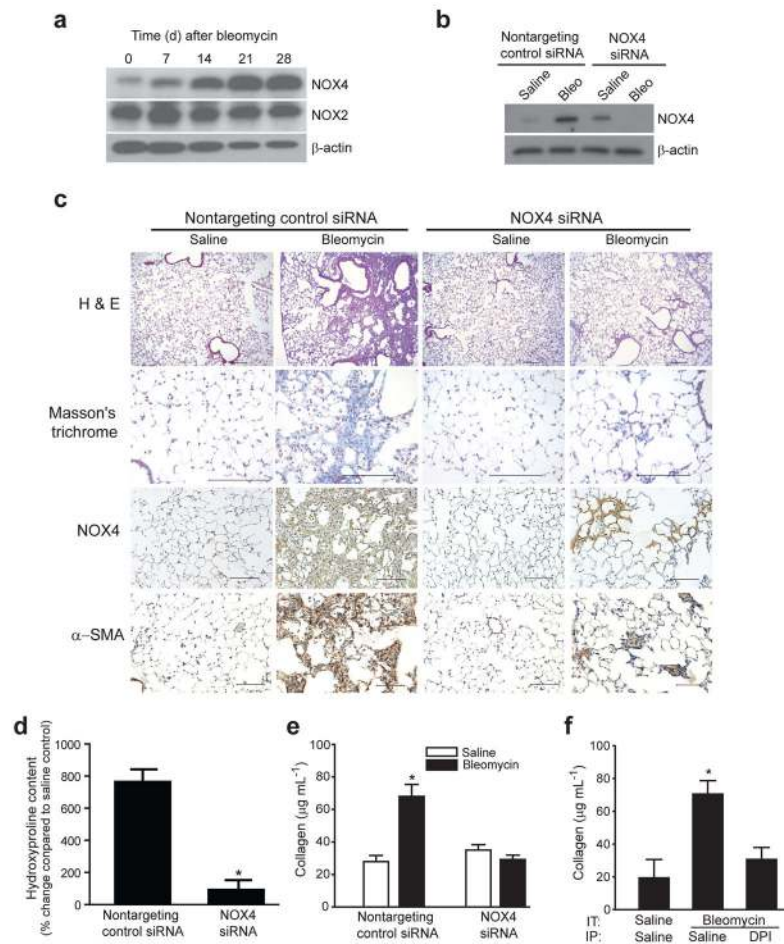 a
Time (d) after bleomycin
0 7 14 21 28
NOX4
NOX2
β-actin
b
Nontargeting NOX4
control siRNA siRNA
Saline Bleo Saline Bleo
NOX4
β-actin
c
Nontargeting control siRNA NOX4 siRNA
Saline Bleomycin Saline Bleomycin
H & E
Masson's
trichrome
NOX4
α–SMA
d
Hydroxyproline content
(% change compared to saline control)
1000
800
600
400
200
0
*
Nontargeting NOX4
control siRNA siRNA
e
Collagen (µg mL⁻¹)
100
80
60
40
20
0
Saline
Bleomycin
*
Nontargeting NOX4
control siRNA siRNA
f
Collagen (µg mL⁻¹)
100
80
60
40
20
0
*
IT: Saline Bleomycin
IP: Saline Saline DPI